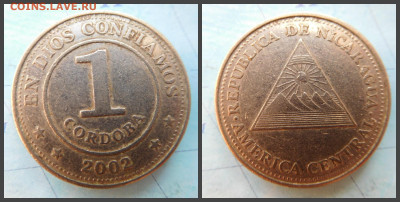 COINS.LAVE.RU
EN DIOS CONFIAMOS
1
CORDOBA
2002
REPUBLICA DE NICARAGUA
AMERICA CENTRAL